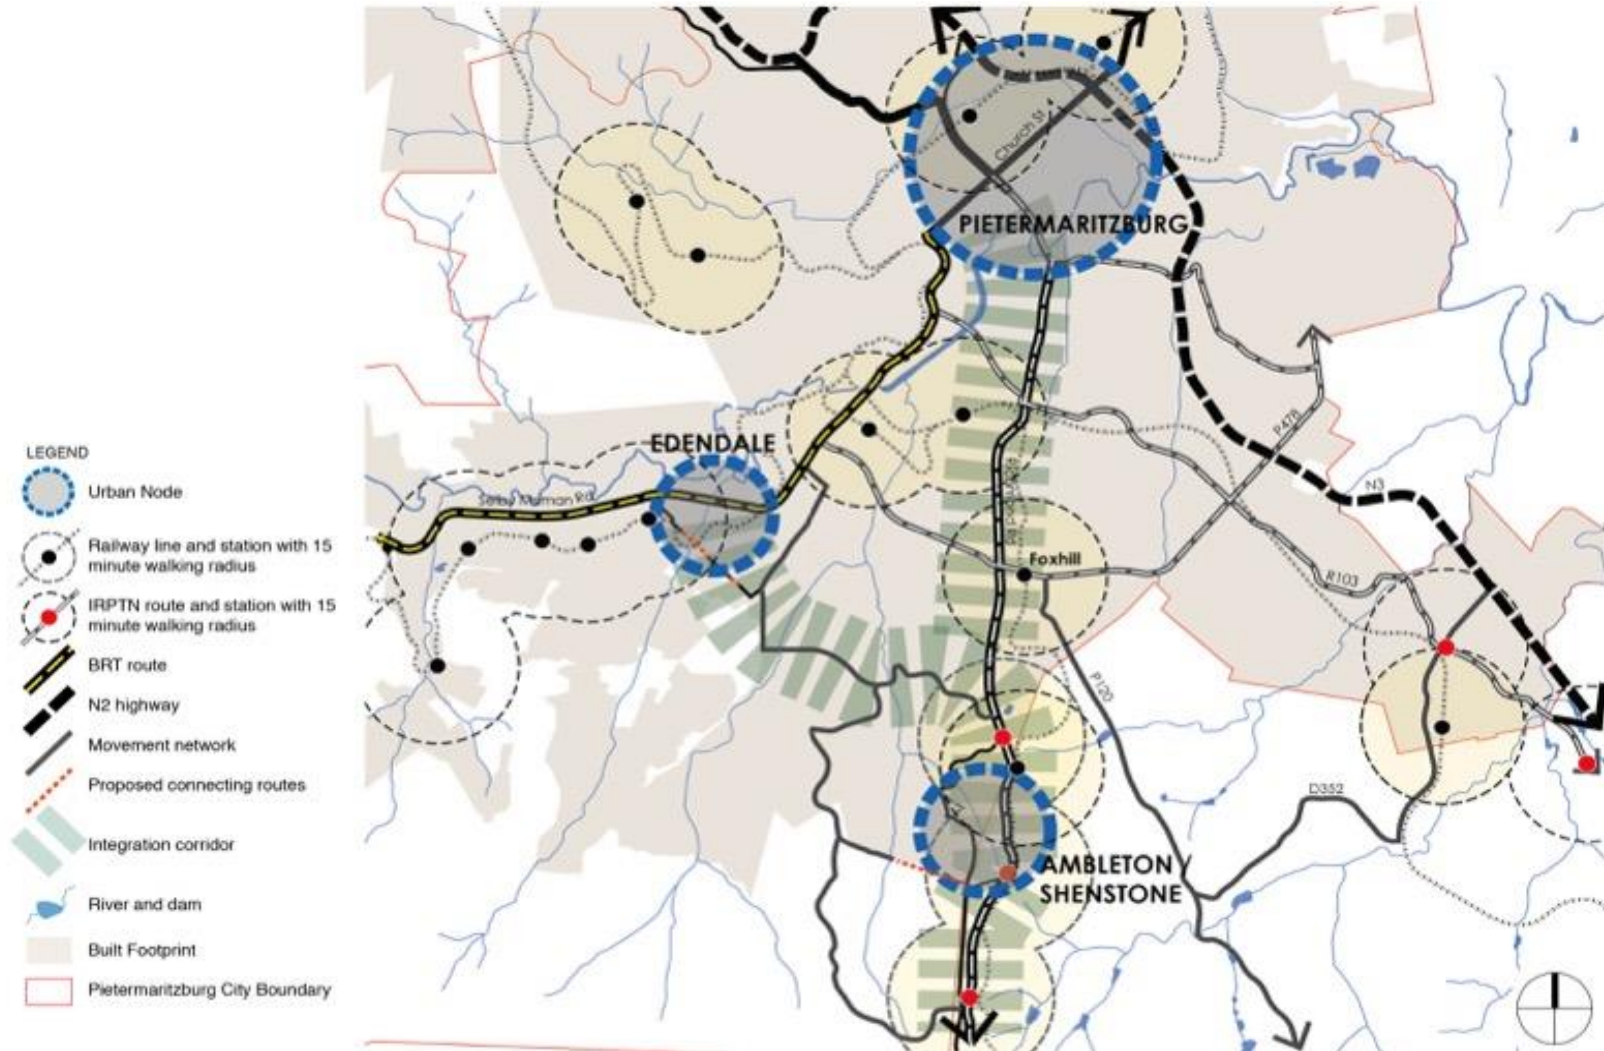 LEGEND
Urban Node
Railway line and station with 15
minute walking radius
IRPTN route and station with 15
minute walking radius
BRT route
N2 highway
Movement network
Proposed connecting routes
Integration corridor
River and dam
Built Footprint
Pietermaritzburg City Boundary
Church St
PIETERMARITZBURG
EDENDALE
P478
N3
Foxhill
R103
P120
D352
AMBLETON /
SHENSTONE